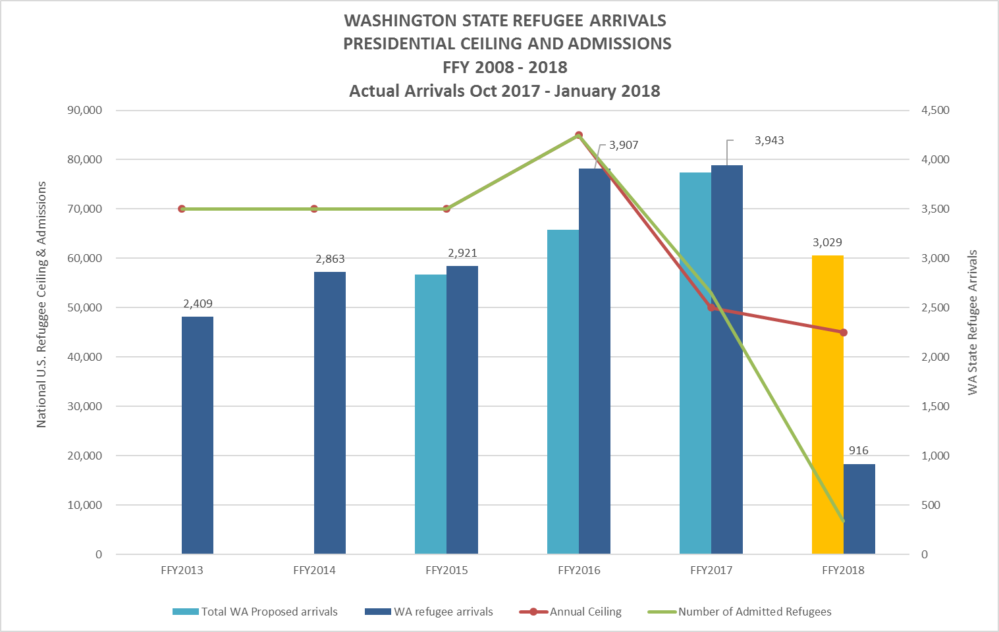 WASHINGTON STATE REFUGEE ARRIVALS
PRESIDENTIAL CEILING AND ADMISSIONS
FFY 2008 - 2018
Actual Arrivals Oct 2017 - January 2018
90,000
80,000
70,000
60,000
50,000
40,000
30,000
20,000
10,000
0
National U.S. Refuggee Ceiling & Admissions
4,500
4,000
3,500
3,000
2,500
2,000
1,500
1,000
500
0
WA State Refugee Arrivals
2,409
2,863
2,921
3,907
3,943
3,029
916
FFY2013
FFY2014
FFY2015
FFY2016
FFY2017
FFY2018
Total WA Proposed arrivals
WA refugee arrivals
Annual Ceiling
Number of Admitted Refugees